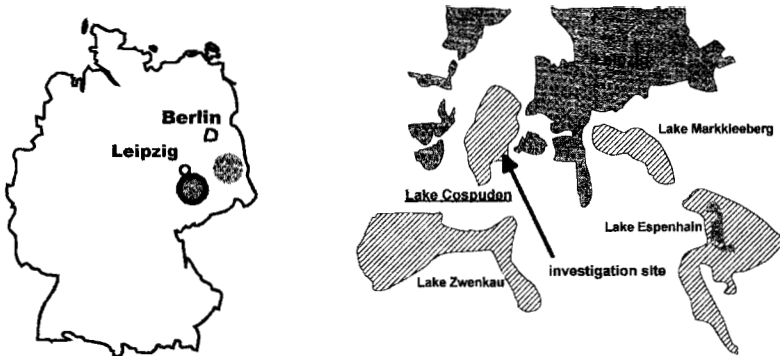 Berlin
Leipzig
Lake Markkleeberg
Lake Cospuden
Lake Espenhain
Lake Zwenkau
investigation site